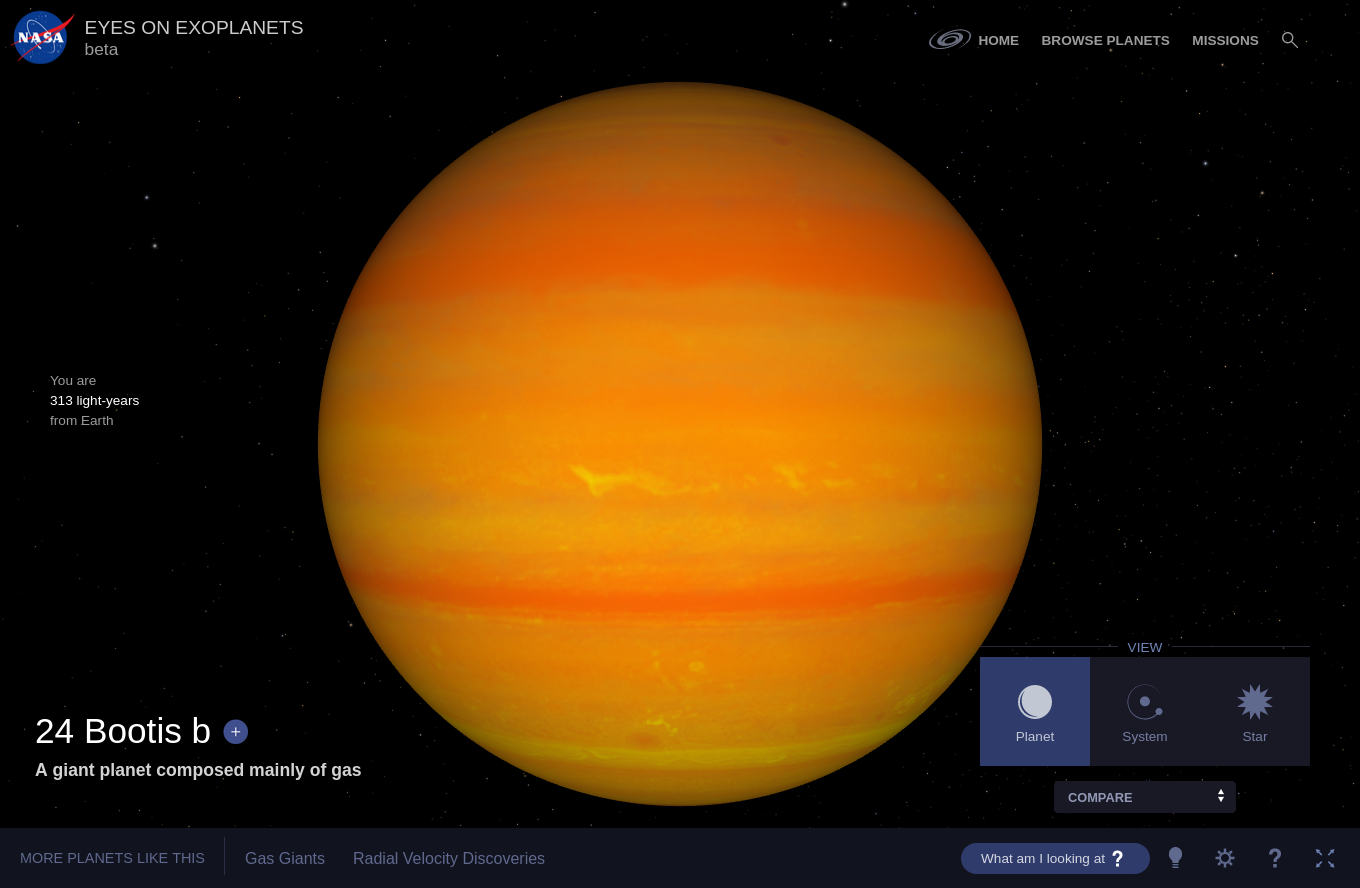 NASA
EYES ON EXOPLANETS
beta
HOME
BROWSE PLANETS
MISSIONS
You are
313 light-years
from Earth
VIEW
Planet
System
Star
24 Bootis b +
A giant planet composed mainly of gas
COMPARE
MORE PLANETS LIKE THIS
Gas Giants
Radial Velocity Discoveries
What am I looking at ?
?